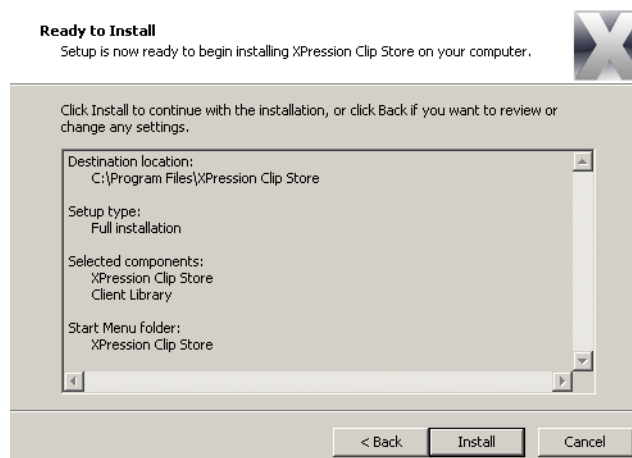 Ready to Install
Setup is now ready to begin installing XPression Clip Store on your computer.
Click Install to continue with the installation, or click Back if you want to review or
change any settings.
Destination location:
C:\Program Files\XPression Clip Store
Setup type:
Full installation
Selected components:
XPression Clip Store
Client Library
Start Menu folder:
XPression Clip Store
< Back
Install
Cancel